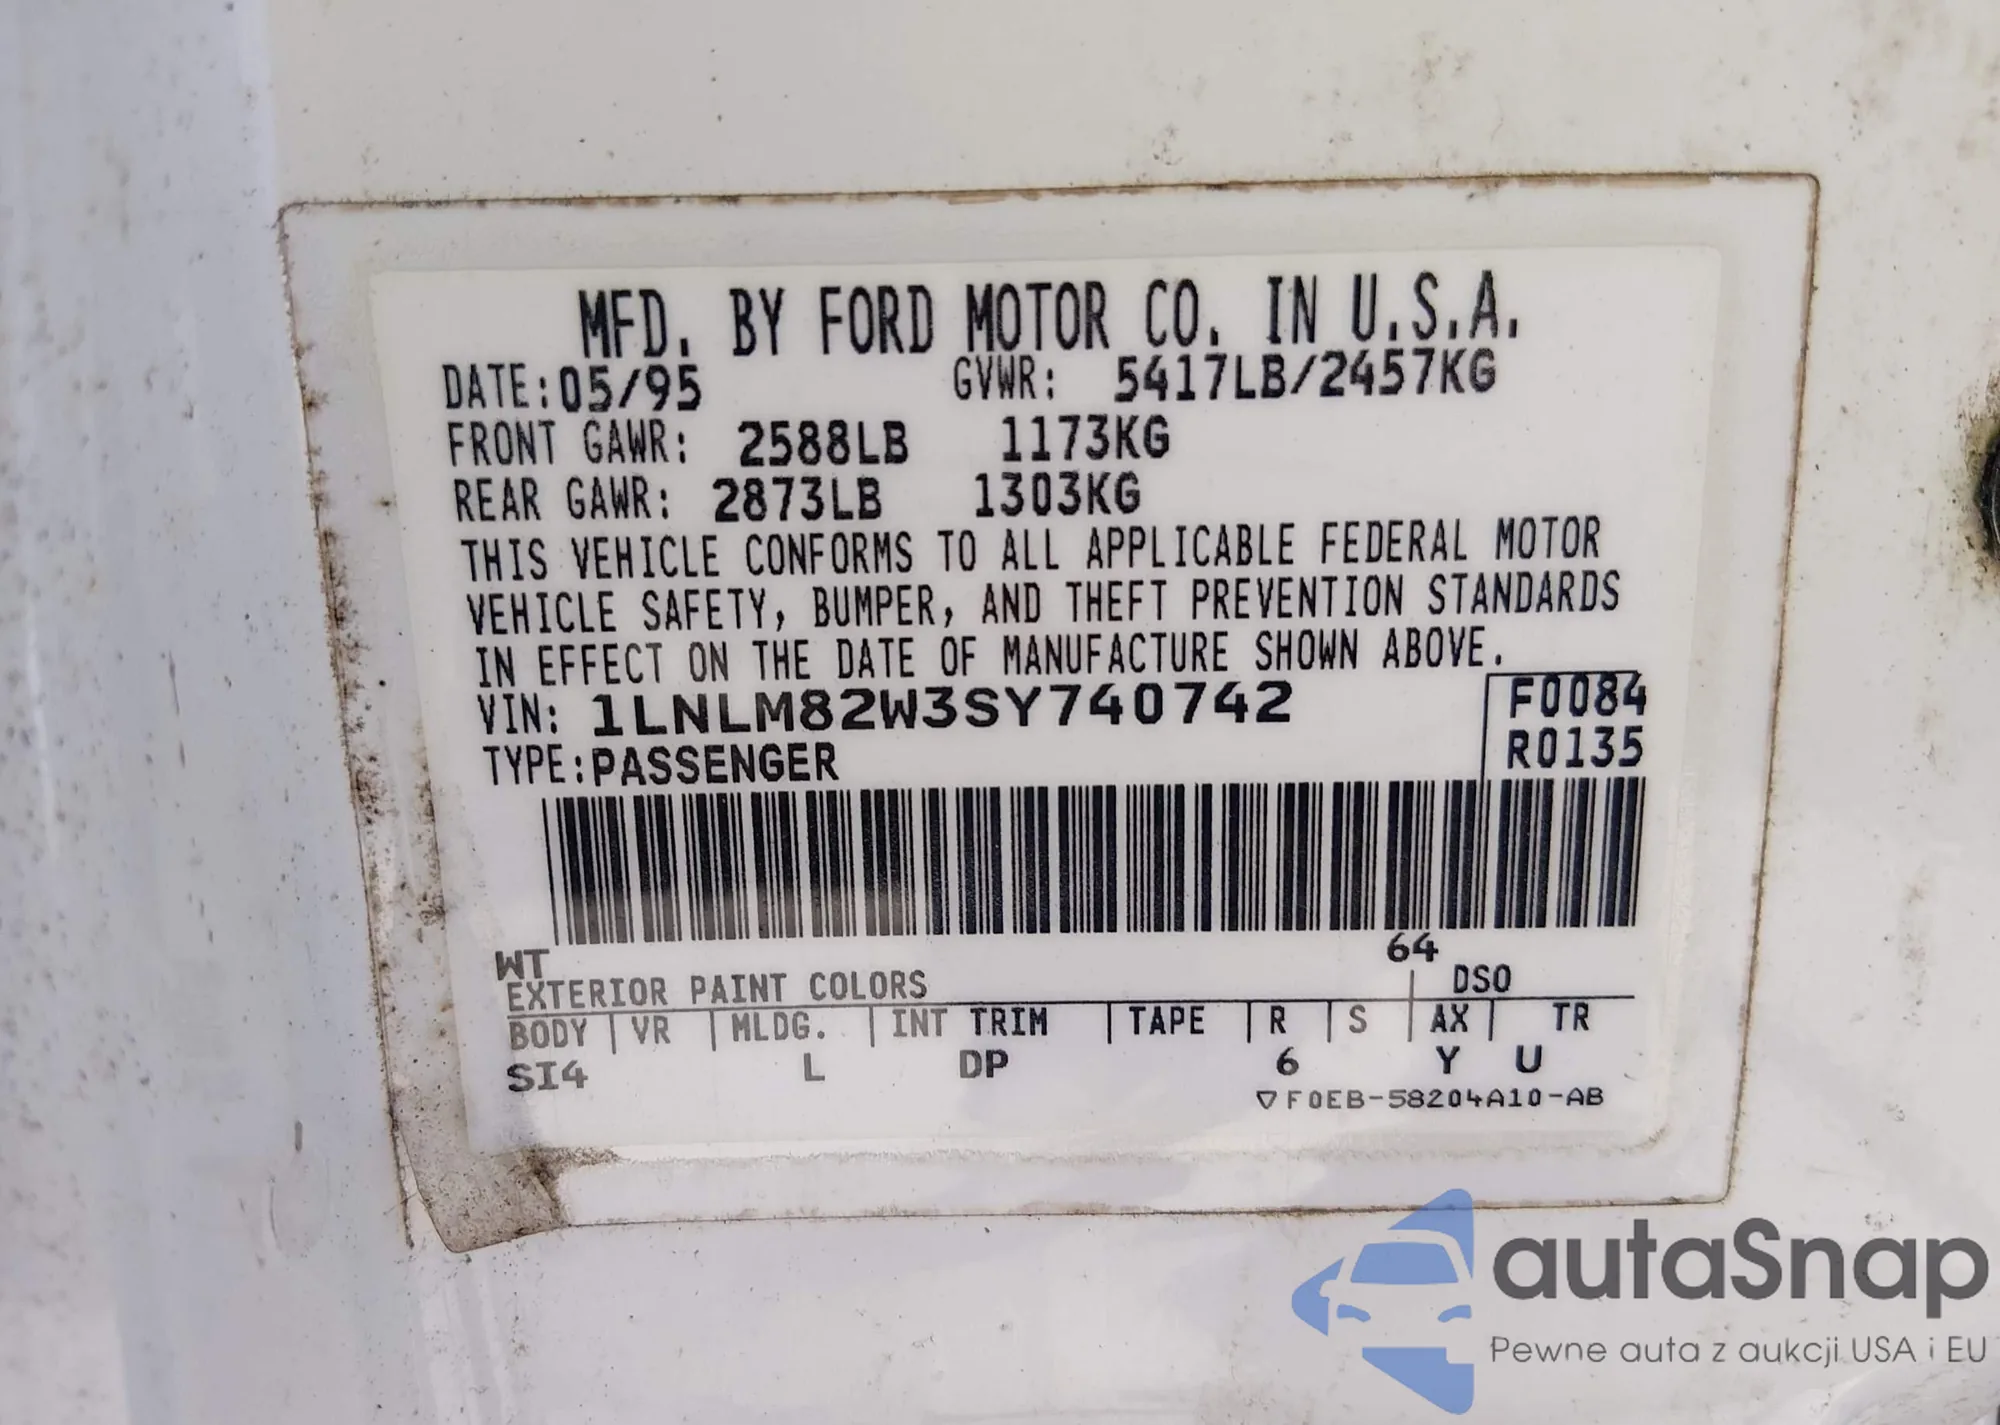 MFD. BY FORD MOTOR CO. IN U.S.A.
DATE:05/95 GVWR: 5417LB/2457KG
FRONT GAWR: 2588LB 1173KG
REAR GAWR: 2873LB 1303KG
THIS VEHICLE CONFORMS TO ALL APPLICABLE FEDERAL MOTOR
VEHICLE SAFETY, BUMPER, AND THEFT PREVENTION STANDARDS
IN EFFECT ON THE DATE OF MANUFACTURE SHOWN ABOVE.
VIN: 1LNLM82W3SY740742 F0084
TYPE:PASSENGER R0135
WT 64
EXTERIOR PAINT COLORS DSO
BODY VR MLDG. INT TRIM TAPE R S AX TR
SI4 L DP 6 Y U
▽F0EB-58204A10-AB
autaSnap
Pewne auta z aukcji USA i EU